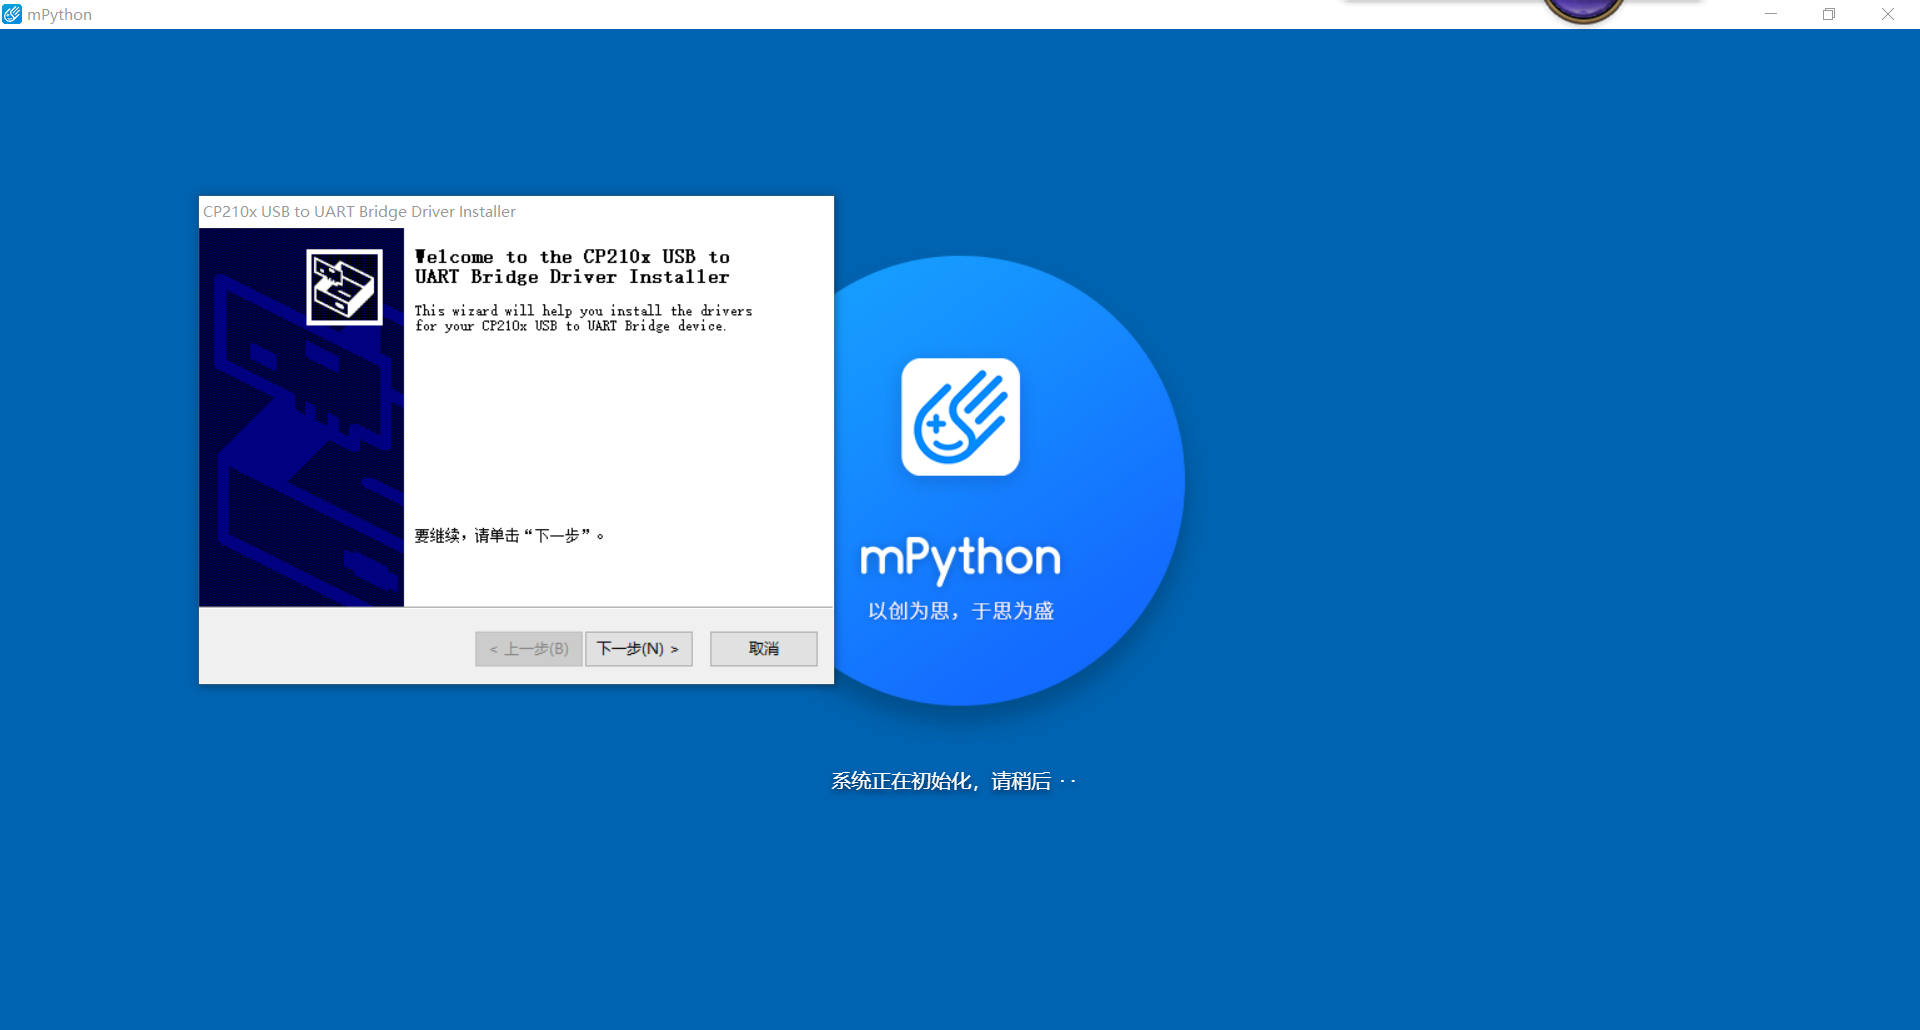 mPython
CP210x USB to UART Bridge Driver Installer
Welcome to the CP210x USB to
UART Bridge Driver Installer
This wizard will help you install the drivers
for your CP210x USB to UART Bridge device.
要继续，请单击“下一步”。
< 上一步(B)
下一步(N) >
取消
mPython
以创为思，于思为盛
系统正在初始化，请稍后 ··